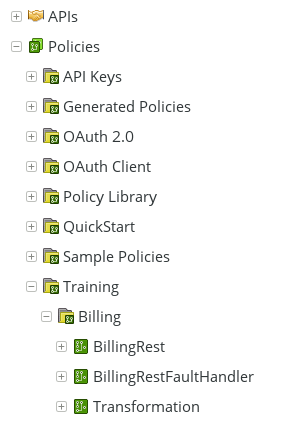 APIs
Policies
API Keys
Generated Policies
OAuth 2.0
OAuth Client
Policy Library
QuickStart
Sample Policies
Training
Billing
BillingRest
BillingRestFaultHandler
Transformation